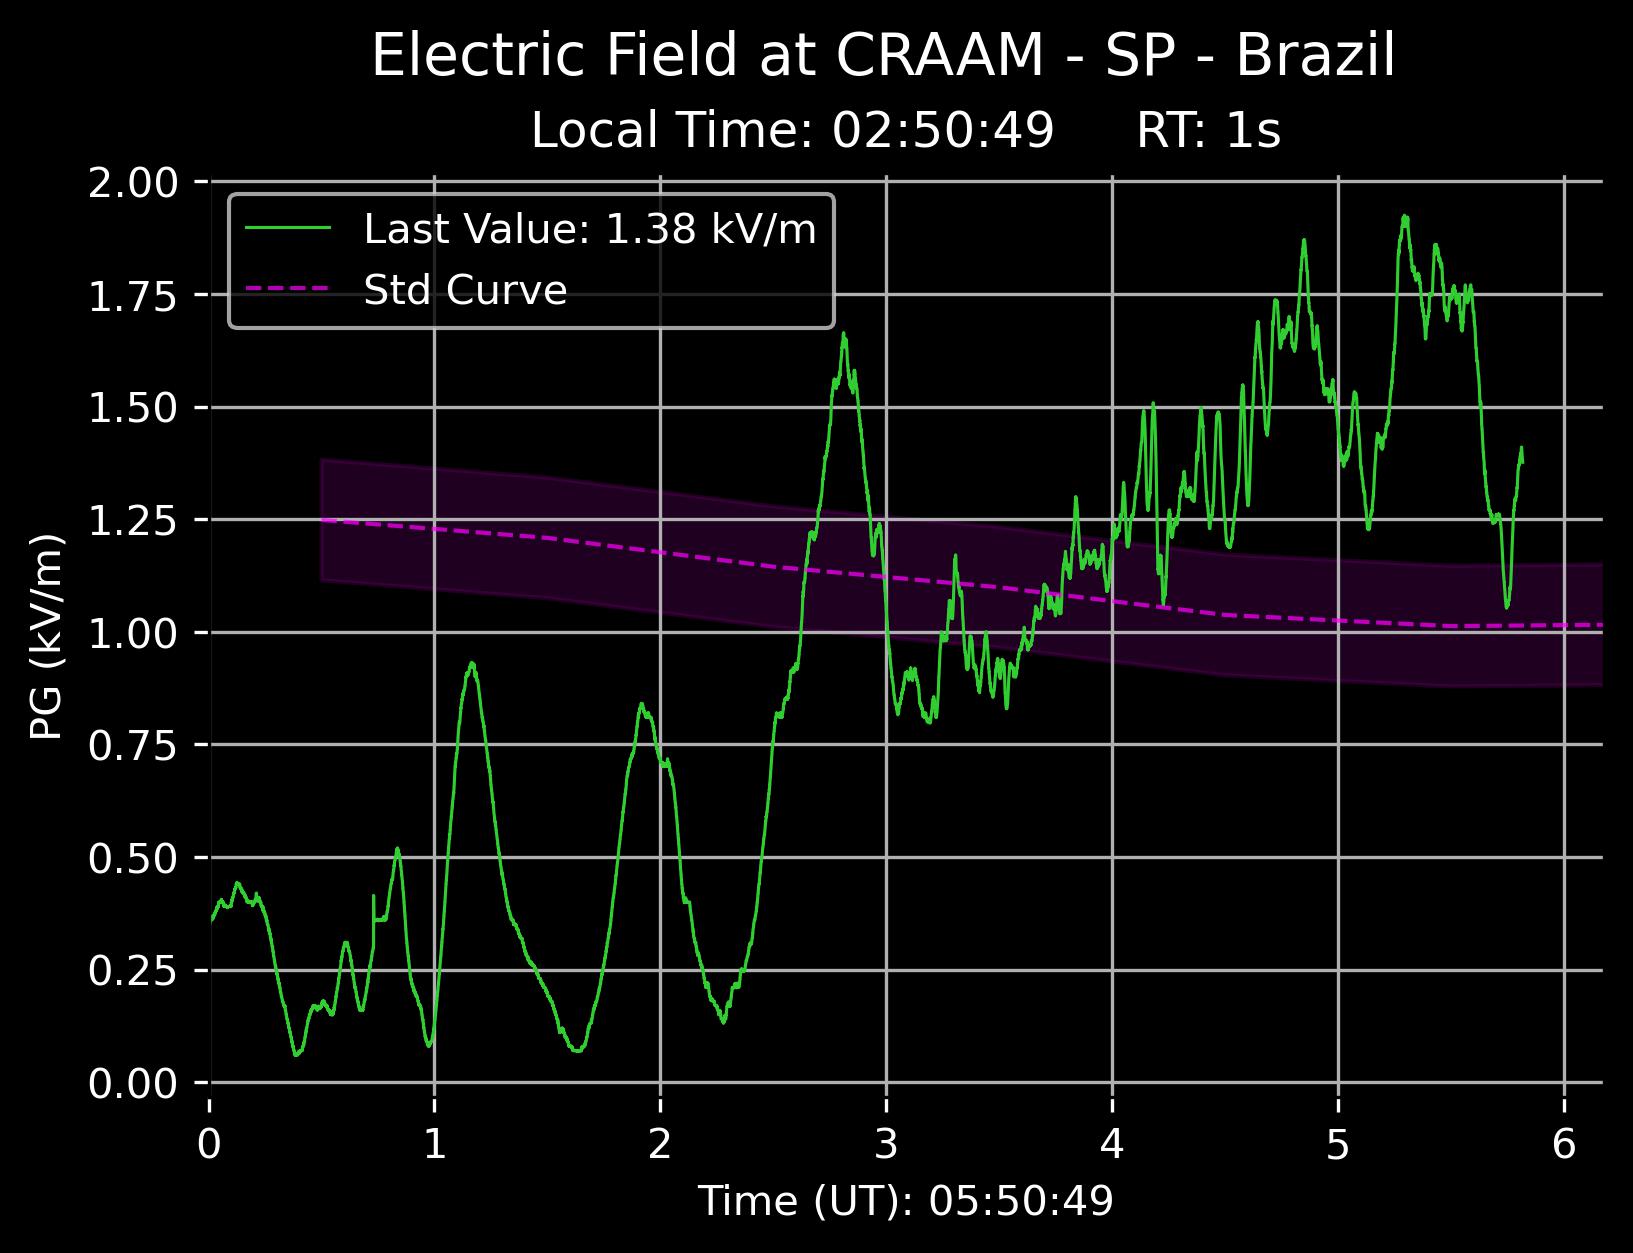 Electric Field at CRAAM - SP - Brazil
Local Time: 02:50:49 RT: 1s
Last Value: 1.38 kV/m
Std Curve
PG (kV/m)
2.00
1.75
1.50
1.25
1.00
0.75
0.50
0.25
0.00
0 1 2 3 4 5 6
Time (UT): 05:50:49